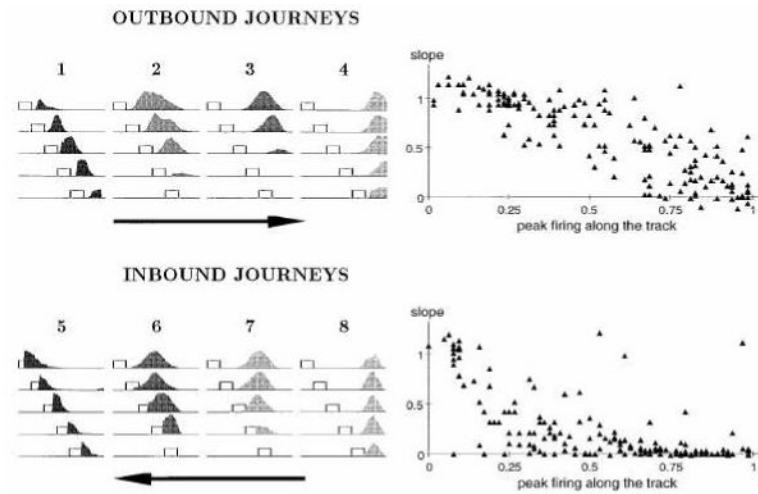 OUTBOUND JOURNEYS
1 2 3 4
slope
1
0.5
0
0 0.25 0.5 0.75 1
peak firing along the track
INBOUND JOURNEYS
5 6 7 8
slope
1
0.5
0
0 0.25 0.5 0.75 1
peak firing along the track